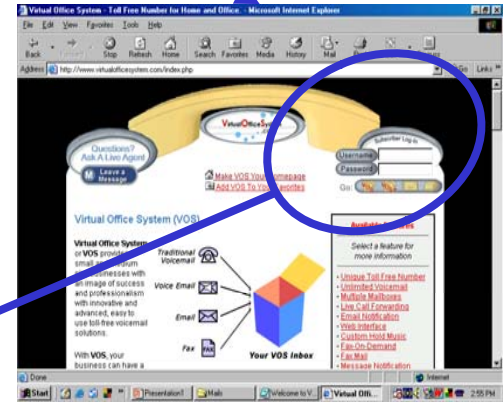 Virtual Office System - Toll Free Number for Home and Office. - Microsoft Internet Explorer
File Edit View Favorites Tools Help
Back Stop Refresh Home Search Favorites Media History Mail
Address http://www.virtualofficesystem.com/index.php Go Links »
VirtualOfficeSystem
.com
Questions?
Ask A Live Agent
Leave a
Message
Subscriber Log-in
Username
Password
Go:
Make VOS Your Homepage
Add VOS To Your Favorites
Virtual Office System (VOS)
Virtual Office System
or VOS provides
small and medium
businesses with
an image of success
and professionalism
with innovative and
advanced, easy to
use toll-free voicemail
solutions.
With VOS, your
business can have a
Traditional
Voicemail
Voice Email
Email
Fax
Your VOS Inbox
Available Features
Select a feature for
more information
· Unique Toll Free Number
· Unlimited Voicemail
· Multiple Mailboxes
· Live Call Forwarding
· Email Notification
· Web Interface
· Custom Hold Music
· Fax-On-Demand
· Fax Mail
· Message Notification
Done Internet
Start Presentation1 Mails Welcome to V... Virtual Offi... 2:55 PM